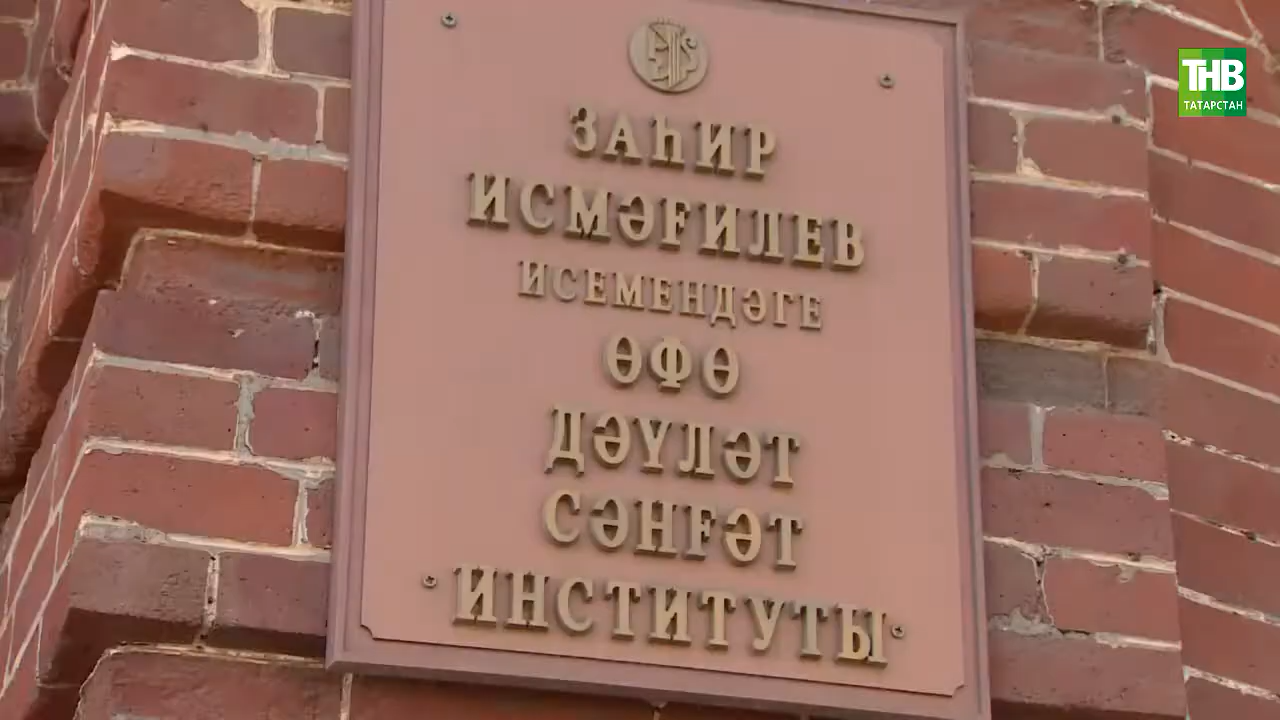 ТНВ
ТАТАРСТАН
ЗАҺИР
ИСМӘҒИЛЕВ
ИСЕМЕНДӘГЕ
ӨФӨ
ДӘҮЛӘТ
СӘНҒӘТ
ИНСТИТУТЫ